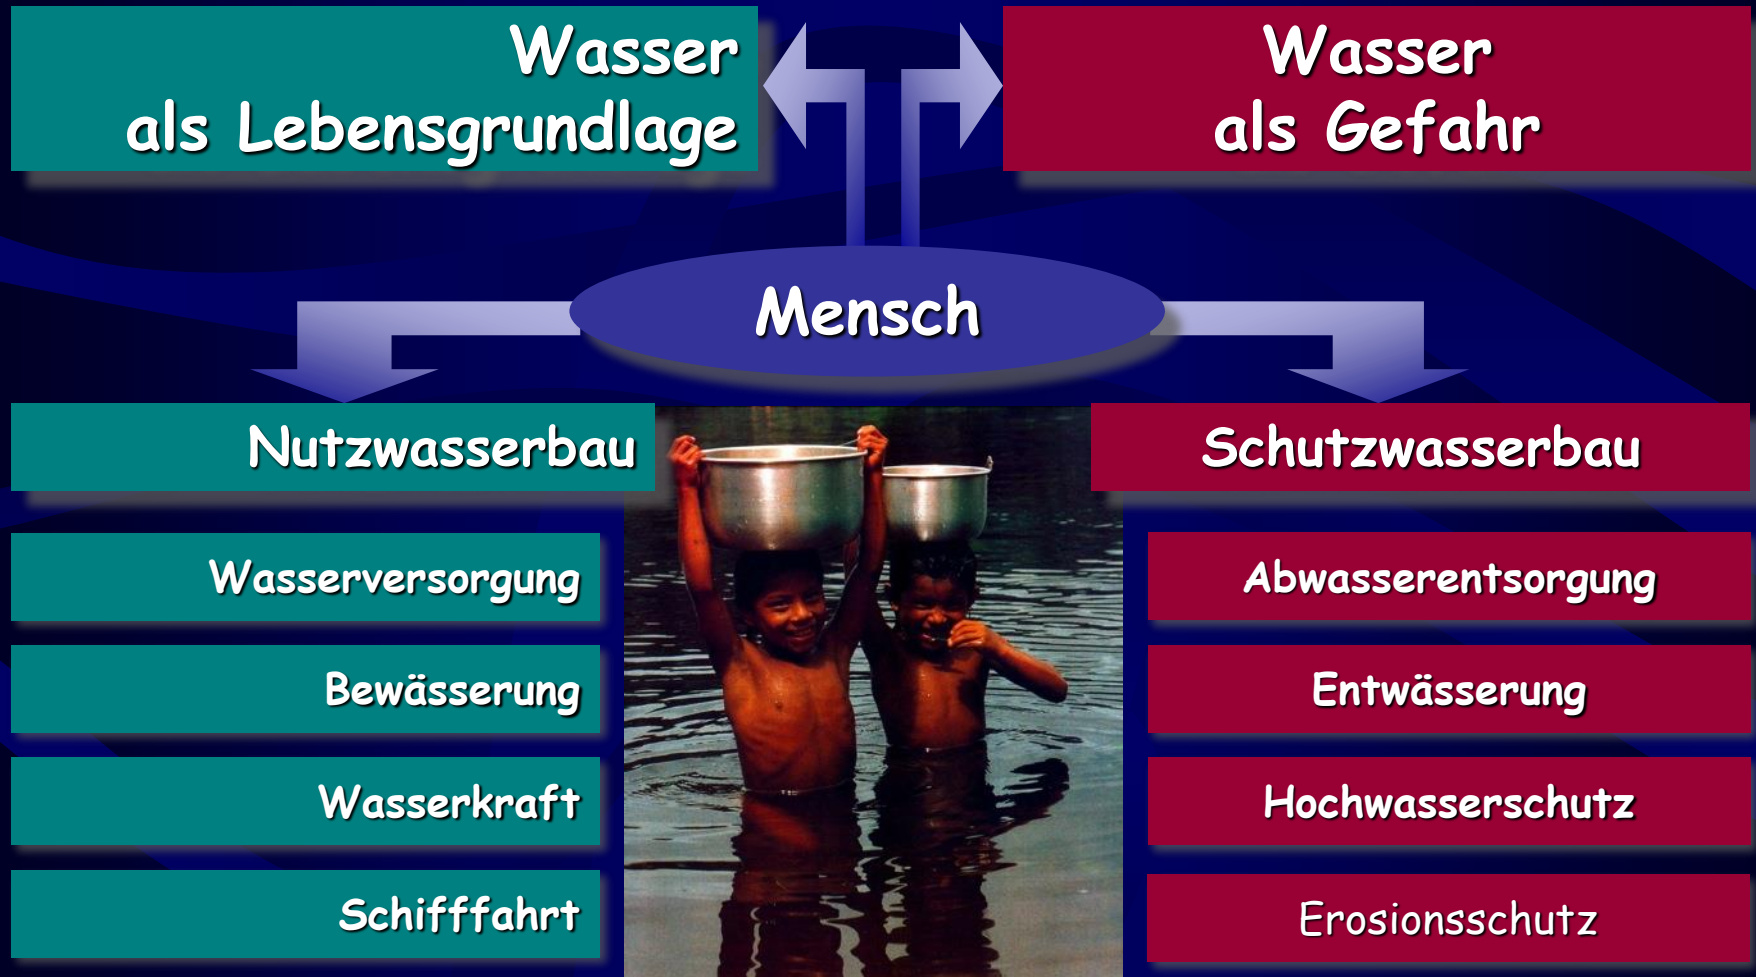 Wasser
als Lebensgrundlage
Wasser
als Gefahr
Mensch
Nutzwasserbau
Schutzwasserbau
Wasserversorgung
Abwasserentsorgung
Bewässerung
Entwässerung
Wasserkraft
Hochwasserschutz
Schifffahrt
Erosionsschutz